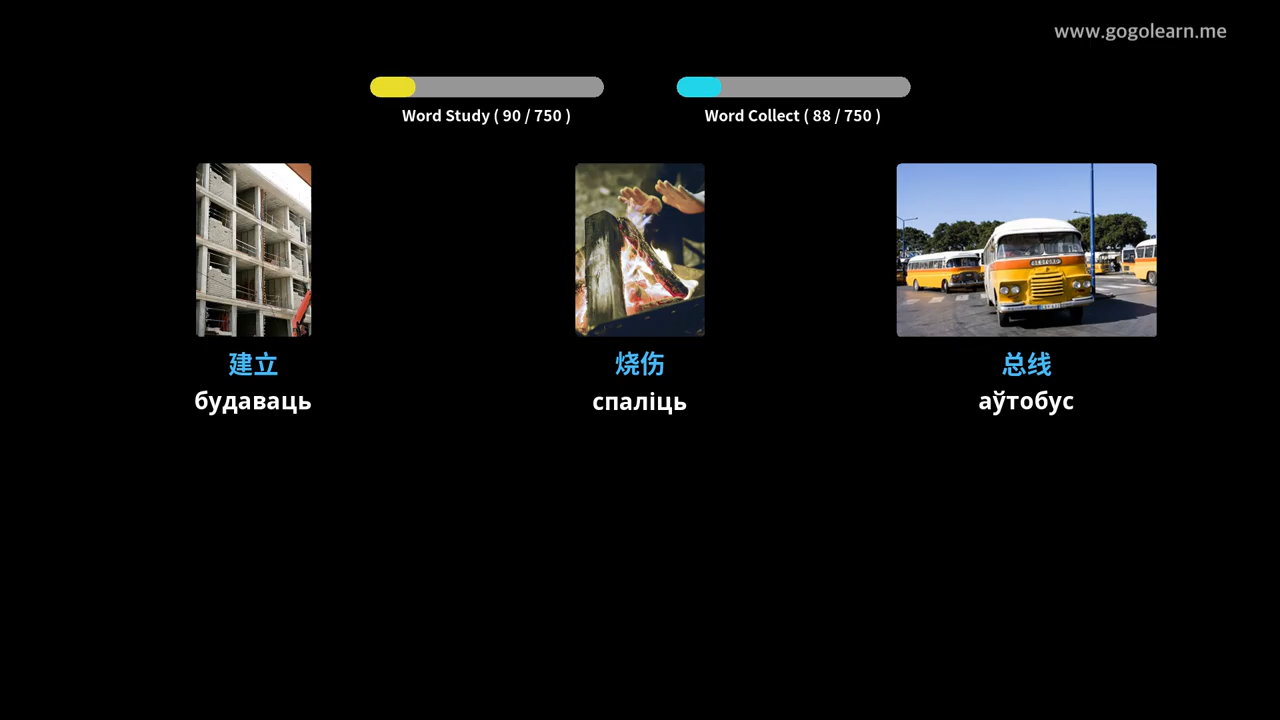 www.gogolearn.me
Word Study ( 90 / 750 )
Word Collect ( 88 / 750 )
建立
烧伤
总线
будаваць
спаліць
аўтобус
BEDFORD